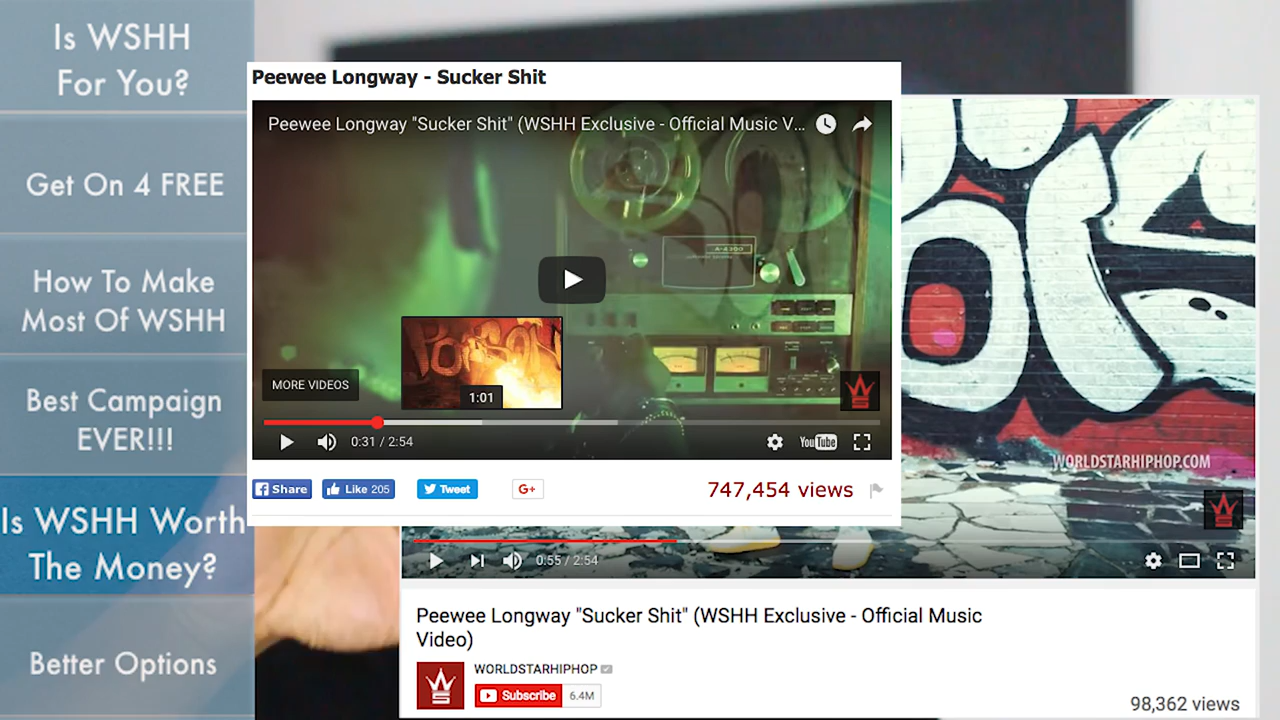 Is WSHH
For You?
Get On 4 FREE
How To Make
Most Of WSHH
Best Campaign
EVER!!!
Is WSHH Worth
The Money?
Better Options
Peewee Longway - Sucker Shit
Peewee Longway "Sucker Shit" (WSHH Exclusive - Official Music V...
A-4300
POISON
MORE VIDEOS
1:01
0:31 / 2:54
YouTube
Share
Like 205
Tweet
G+
747,454 views
WORLDSTARHIPHOP.COM
0:55 / 2:54
Peewee Longway "Sucker Shit" (WSHH Exclusive - Official Music
Video)
WORLDSTARHIPHOP
Subscribe 6.4M
98,362 views